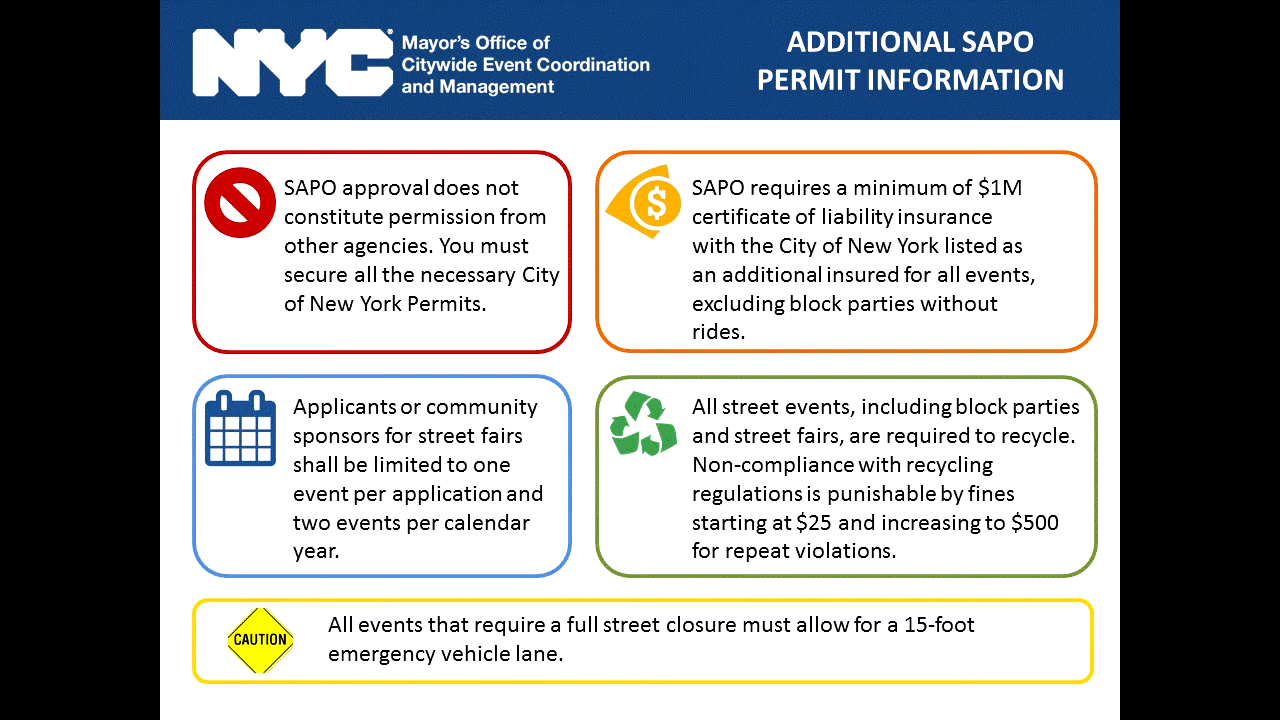 NYC
Mayor's Office of
Citywide Event Coordination
and Management
ADDITIONAL SAPO
PERMIT INFORMATION
SAPO approval does not
constitute permission from
other agencies. You must
secure all the necessary City
of New York Permits.
$
SAPO requires a minimum of $1M
certificate of liability insurance
with the City of New York listed as
an additional insured for all events,
excluding block parties without
rides.
Applicants or community
sponsors for street fairs
shall be limited to one
event per application and
two events per calendar
year.
All street events, including block parties
and street fairs, are required to recycle.
Non-compliance with recycling
regulations is punishable by fines
starting at $25 and increasing to $500
for repeat violations.
CAUTION
All events that require a full street closure must allow for a 15-foot
emergency vehicle lane.